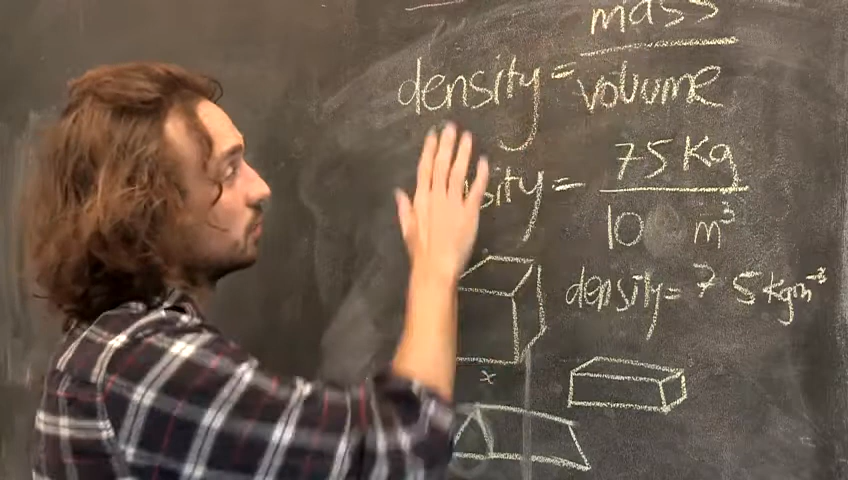 mass
density = volume
sity = 75 Kg
10 m³
density = 7 5 Kgm⁻³
x